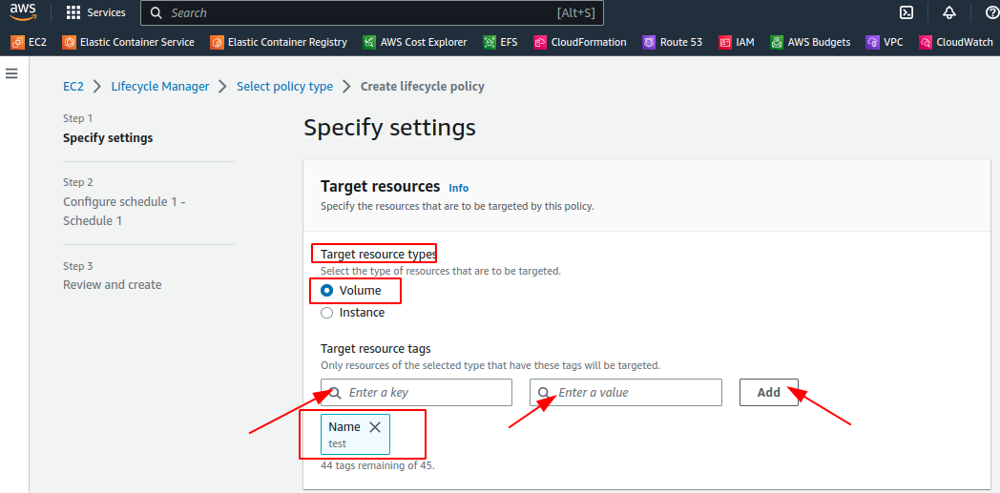 aws Services Search [Alt+S]
EC2 Elastic Container Service Elastic Container Registry AWS Cost Explorer EFS CloudFormation Route 53 IAM AWS Budgets VPC CloudWatch
EC2 > Lifecycle Manager > Select policy type > Create lifecycle policy
Step 1
Specify settings
Step 2
Configure schedule 1 -
Schedule 1
Step 3
Review and create
Specify settings
Target resources Info
Specify the resources that are to be targeted by this policy.
Target resource types
Select the type of resources that are to be targeted.
Volume
Instance
Target resource tags
Only resources of the selected type that have these tags will be targeted.
Enter a key Enter a value Add
Name
test
44 tags remaining of 45.